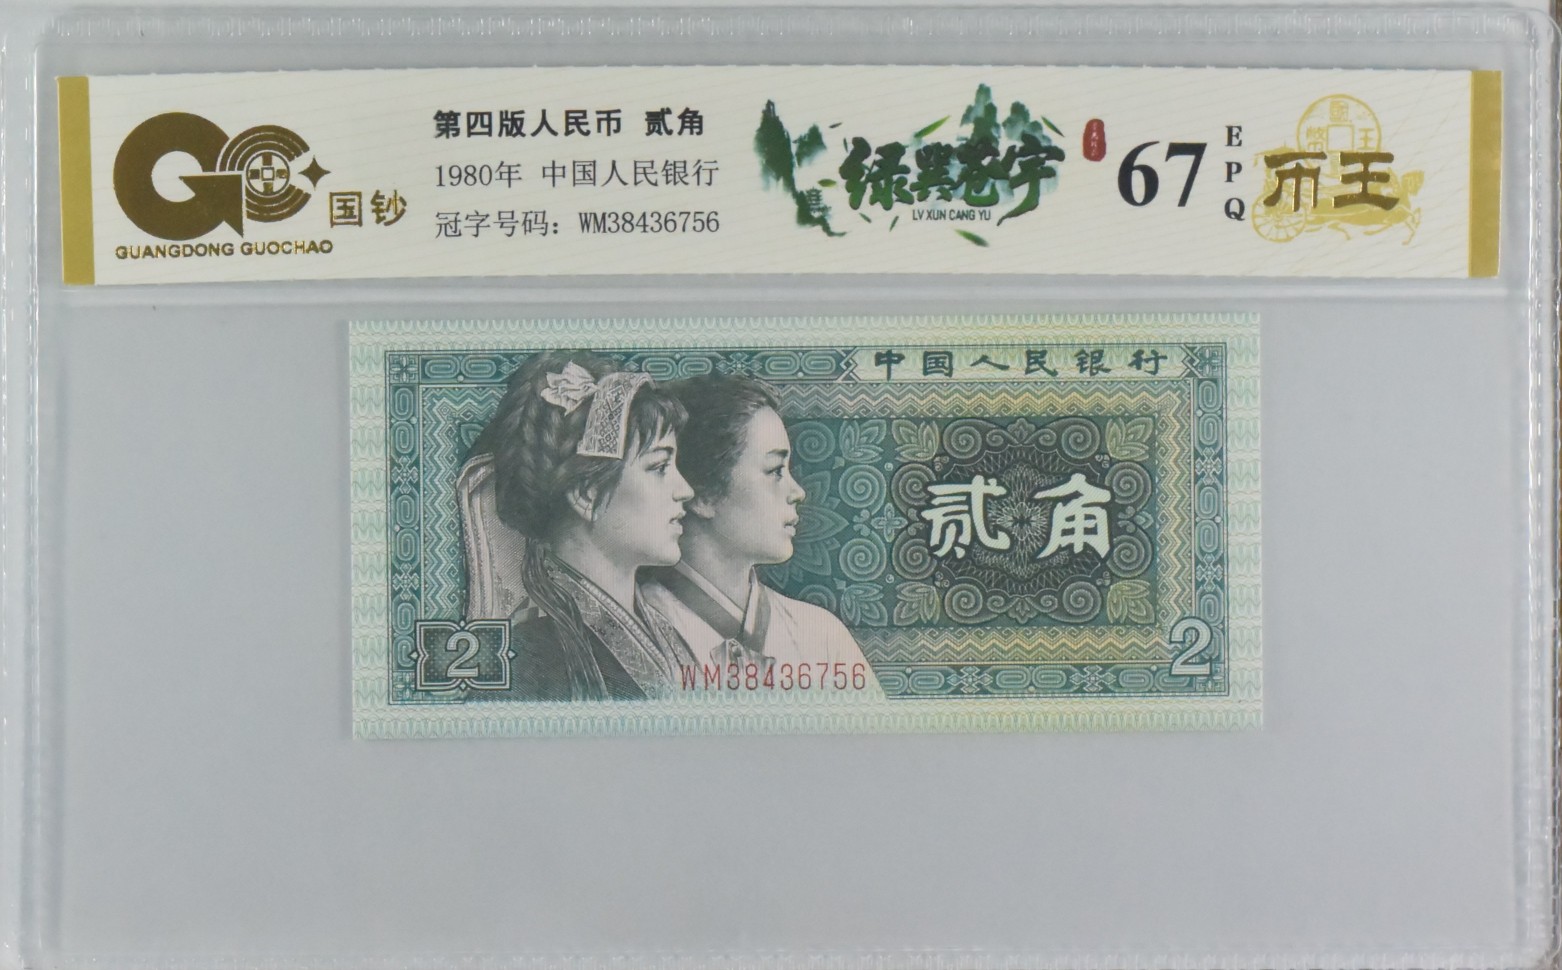 GC
国钞
GUANGDONG GUOCHAO
第四版人民币 贰角
1980年 中国人民银行
冠字号码：WM38436756
绿巽苍宇
LV XUN CANG YU
67
EPQ
币王
中国人民银行
贰角
2
2
WM38436756